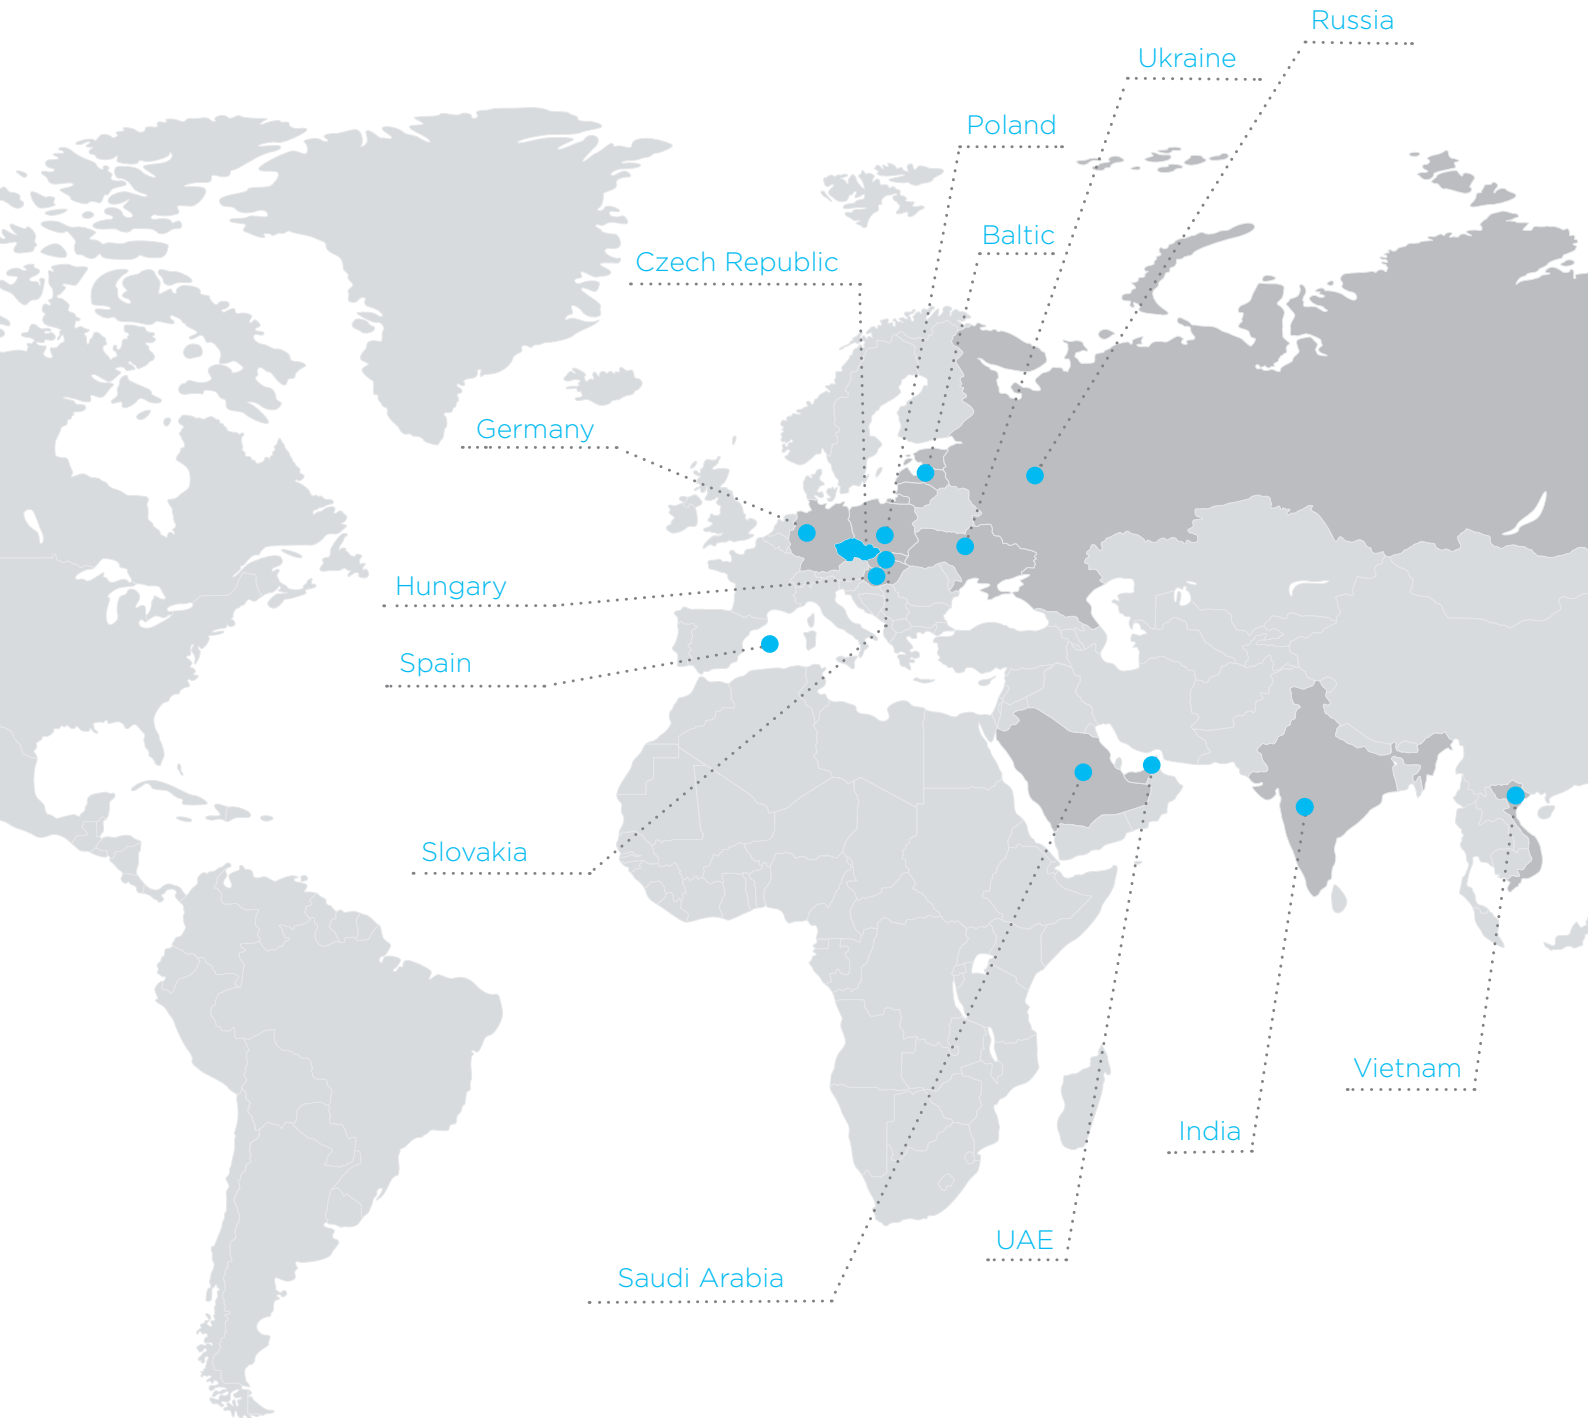 Russia
Ukraine
Poland
Baltic
Czech Republic
Germany
Hungary
Spain
Slovakia
Vietnam
India
UAE
Saudi Arabia